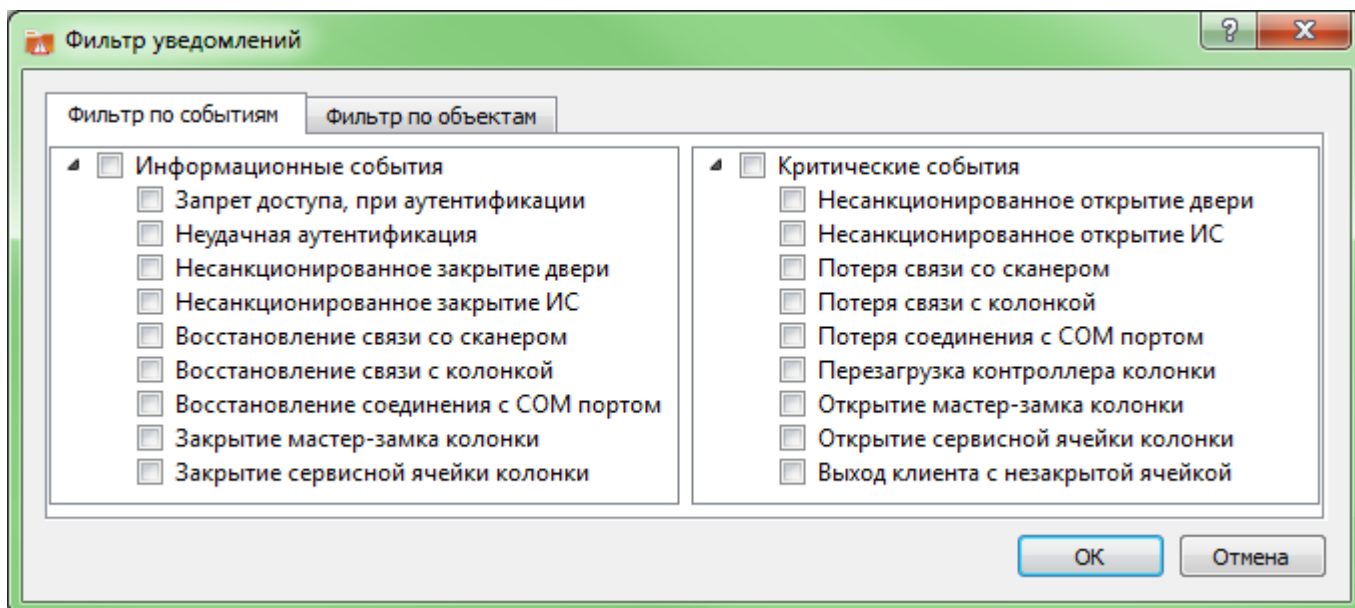 Фильтр уведомлений
Фильтр по событиям
Фильтр по объектам
Информационные события
Запрет доступа, при аутентификации
Неудачная аутентификация
Несанкционированное закрытие двери
Несанкционированное закрытие ИС
Восстановление связи со сканером
Восстановление связи с колонкой
Восстановление соединения с COM портом
Закрытие мастер-замка колонки
Закрытие сервисной ячейки колонки
Критические события
Несанкционированное открытие двери
Несанкционированное открытие ИС
Потеря связи со сканером
Потеря связи с колонкой
Потеря соединения с COM портом
Перезагрузка контроллера колонки
Открытие мастер-замка колонки
Открытие сервисной ячейки колонки
Выход клиента с незакрытой ячейкой
ОК
Отмена